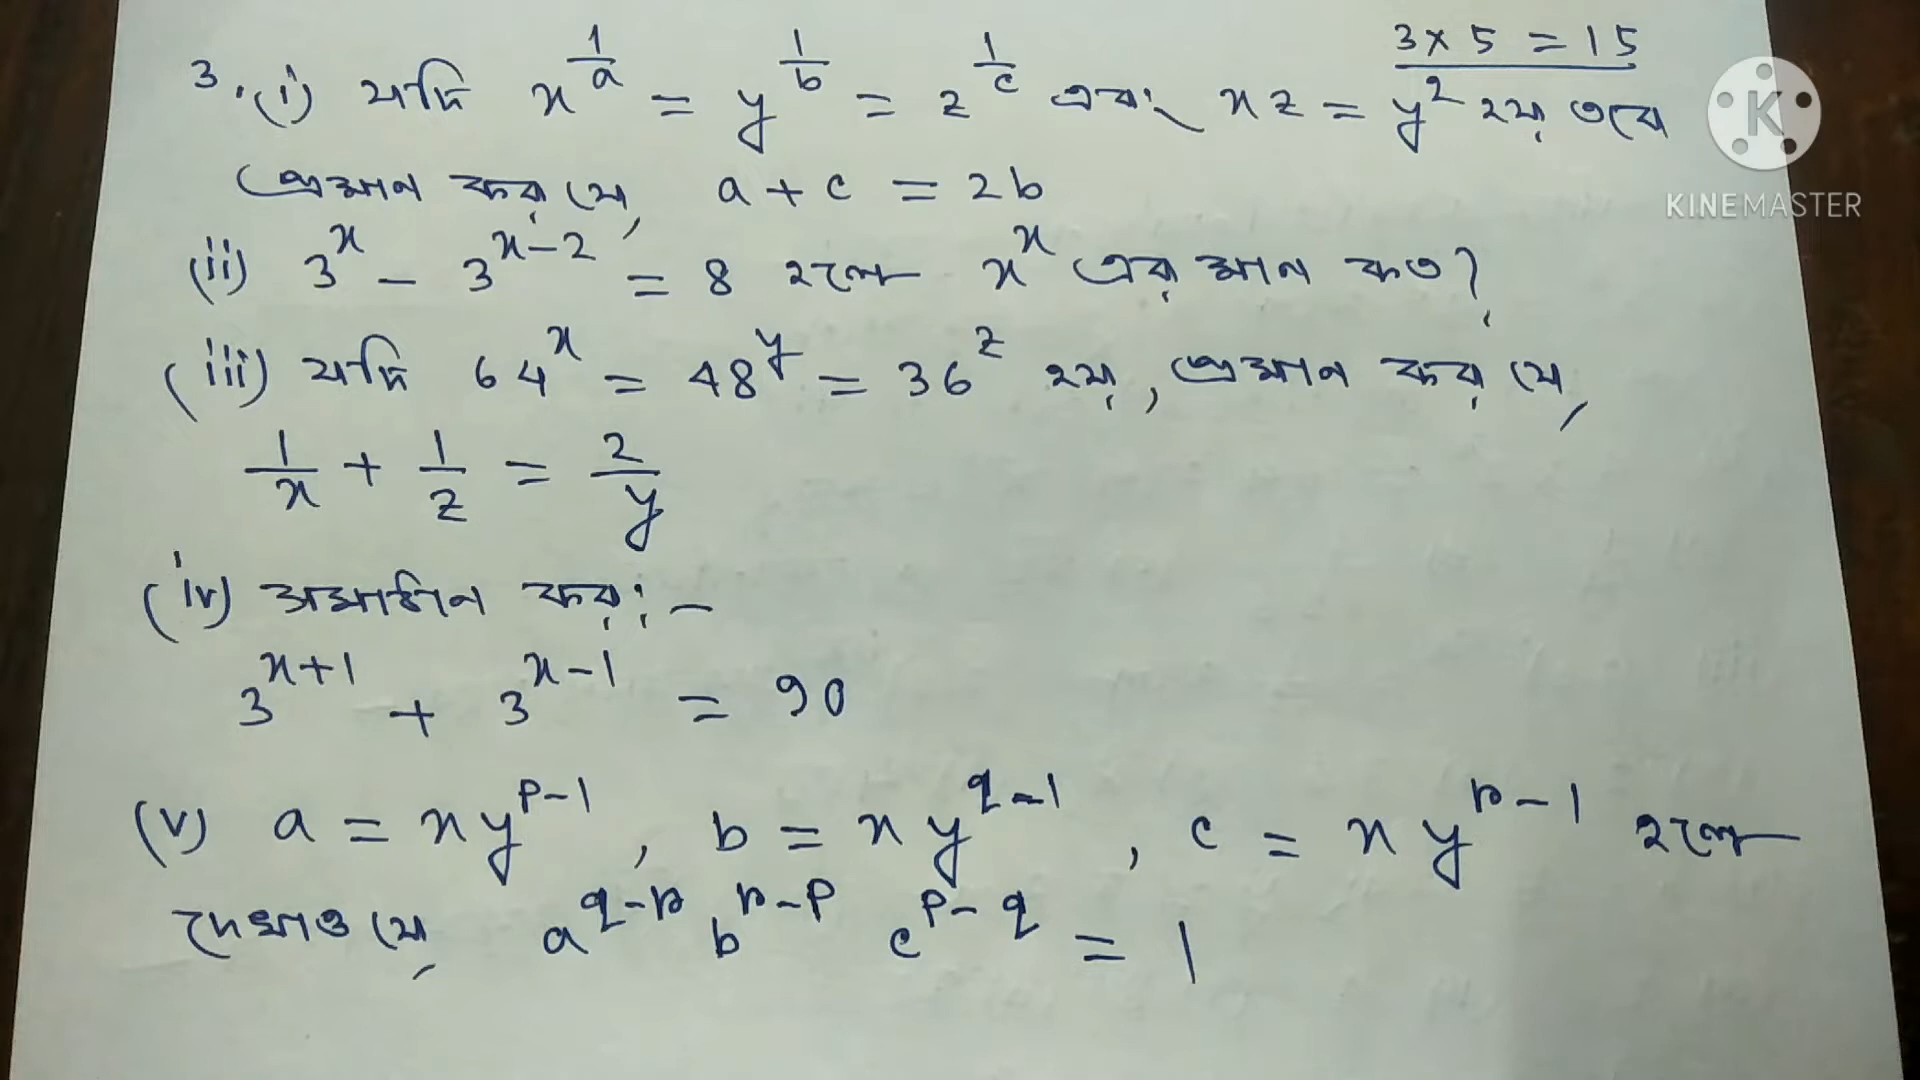 3 × 5 = 15
3.(i) যদি x^{1/a} = y^{1/b} = z^{1/c} এবং xz = y² হয় তবে
প্রমাণ কর যে, a + c = 2b
(ii) 3^x - 3^{x-2} = 8 হলে x^x এর মান কত?
(iii) যদি 64^x = 48^y = 36^z হয়, প্রমাণ কর যে,
1/x + 1/z = 2/y
(iv) সমাধান কর:-
3^{x+1} + 3^{x-1} = 90
(v) a = xy^{p-1}, b = xy^{q-1}, c = xy^{r-1} হলে
দেখাও যে, a^{q-r} b^{r-p} c^{p-q} = 1
K
KINEMASTER